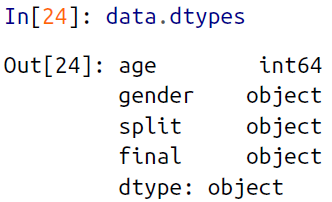 In[24]: data.dtypes
Out[24]: age int64
gender object
split object
final object
dtype: object